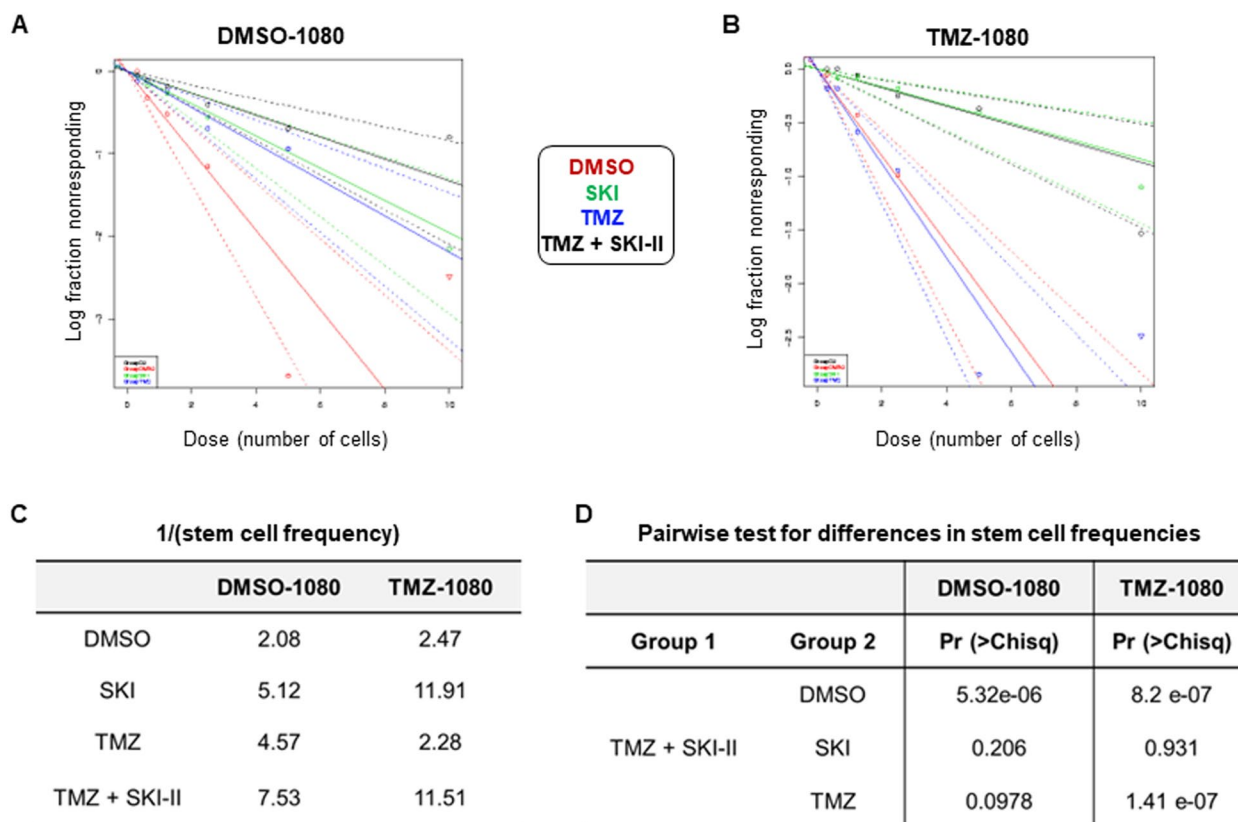 A
DMSO-1080
Log fraction nonresponding
0
-1
-2
-3
0 2 4 6 8 10
Dose (number of cells)
DMSO
SKI
TMZ
TMZ + SKI-II
B
TMZ-1080
Log fraction nonresponding
0.0
-0.5
-1.0
-1.5
-2.0
-2.5
0 2 4 6 8 10
Dose (number of cells)
C
1/(stem cell frequency)
DMSO-1080 TMZ-1080
DMSO 2.08 2.47
SKI 5.12 11.91
TMZ 4.57 2.28
TMZ + SKI-II 7.53 11.51
D
Pairwise test for differences in stem cell frequencies
DMSO-1080 TMZ-1080
Group 1 Group 2 Pr (>Chisq) Pr (>Chisq)
DMSO 5.32e-06 8.2 e-07
TMZ + SKI-II SKI 0.206 0.931
TMZ 0.0978 1.41 e-07